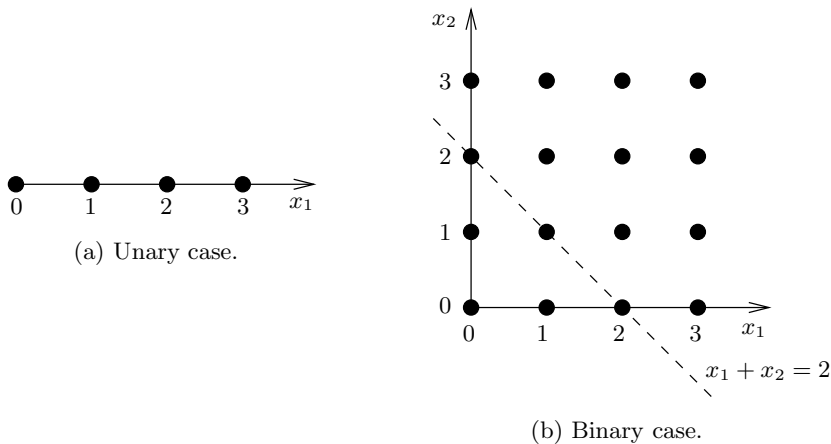 0 1 2 3
x₁
(a) Unary case.
x₂
3
2
1
0
0 1 2 3
x₁
x₁ + x₂ = 2
(b) Binary case.